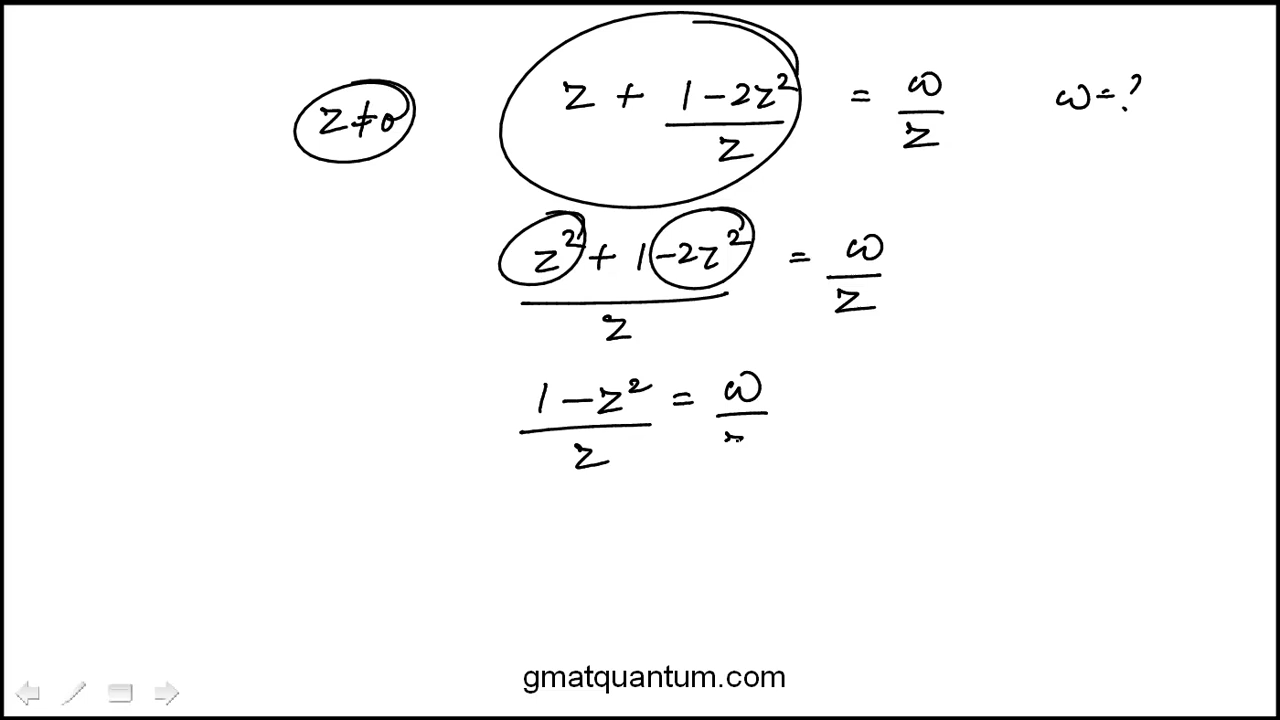 z ≠ 0
z + (1 - 2z²)/z = ω/z
ω = ?
(z² + 1 - 2z²)/z = ω/z
(1 - z²)/z = ω/z
gmatquantum.com